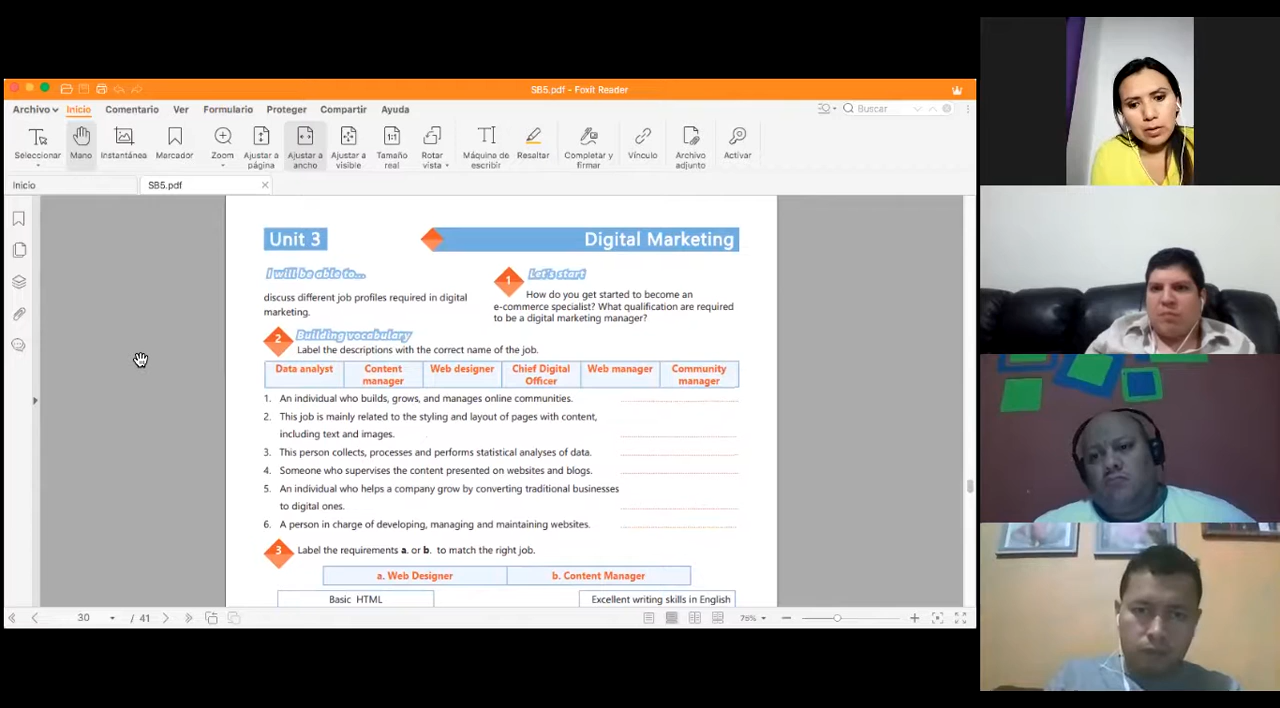 SB5.pdf - Foxit Reader
Archivo Inicio Comentario Ver Formulario Proteger Compartir Ayuda
Buscar
Seleccionar Mano Instantánea Marcador Zoom Ajustar a página Ajustar a ancho Ajustar a visible Tamaño real Rotar vista Máquina de escribir Resaltar Completar y firmar Vínculo Archivo adjunto Activar
Inicio SB5.pdf
Unit 3 Digital Marketing
I will be able to...
discuss different job profiles required in digital
marketing.
1 Let's start
How do you get started to become an
e-commerce specialist? What qualification are required
to be a digital marketing manager?
2 Building vocabulary
Label the descriptions with the correct name of the job.
Data analyst Content manager Web designer Chief Digital Officer Web manager Community manager
1. An individual who builds, grows, and manages online communities.
2. This job is mainly related to the styling and layout of pages with content,
including text and images.
3. This person collects, processes and performs statistical analyses of data.
4. Someone who supervises the content presented on websites and blogs.
5. An individual who helps a company grow by converting traditional businesses
to digital ones.
6. A person in charge of developing, managing and maintaining websites.
3 Label the requirements a. or b. to match the right job.
a. Web Designer b. Content Manager
Basic HTML Excellent writing skills in English
30 / 41 75%